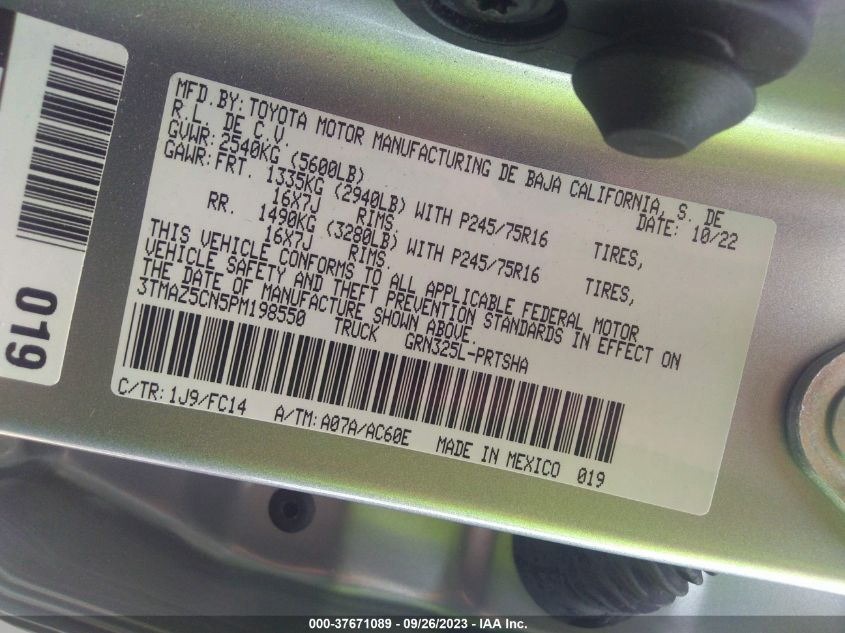 MFD. BY: TOYOTA MOTOR MANUFACTURING DE BAJA CALIFORNIA, S. DE
R.L. DE C.V. DATE: 10/22
GVWR: 2540KG (5600LB)
GAWR: FRT. 1335KG (2940LB) WITH P245/75R16 TIRES,
16X7J RIMS.
RR. 1490KG (3280LB) WITH P245/75R16 TIRES,
16X7J RIMS.
THIS VEHICLE CONFORMS TO ALL APPLICABLE FEDERAL MOTOR
VEHICLE SAFETY AND THEFT PREVENTION STANDARDS IN EFFECT ON
THE DATE OF MANUFACTURE SHOWN ABOVE.
3TMAZ5CN5PM198550 TRUCK GRN325L-PRTSHA
C/TR: 1J9/FC14 A/TM: A07A/AC60E MADE IN MEXICO 019
019
000-37671089 - 09/26/2023 - IAA Inc.